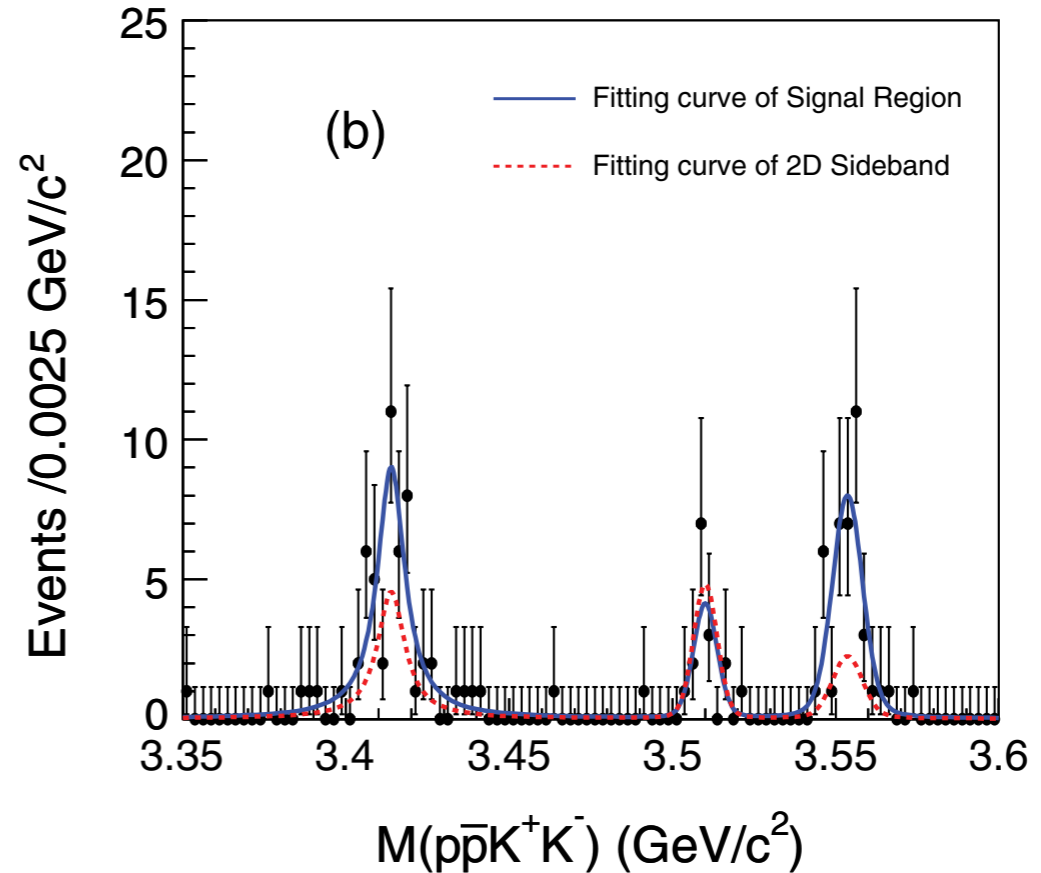 25
20
15
10
5
0
Events /0.0025 GeV/c²
(b)
Fitting curve of Signal Region
Fitting curve of 2D Sideband
3.35 3.4 3.45 3.5 3.55 3.6
M(pp̅K⁺K⁻) (GeV/c²)